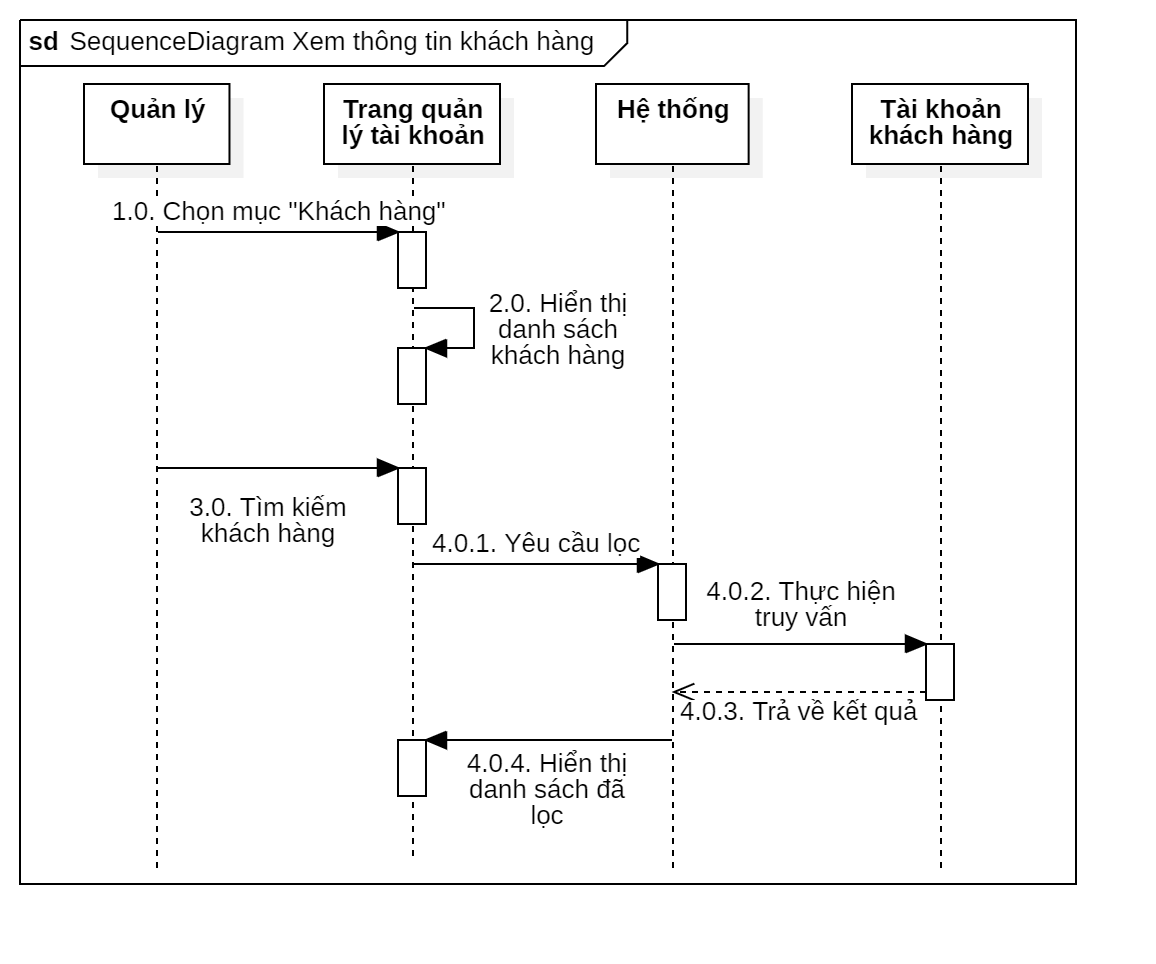 sd SequenceDiagram Xem thông tin khách hàng
Quản lý
Trang quản
lý tài khoản
Hệ thống
Tài khoản
khách hàng
1.0. Chọn mục "Khách hàng"
2.0. Hiển thị
danh sách
khách hàng
3.0. Tìm kiếm
khách hàng
4.0.1. Yêu cầu lọc
4.0.2. Thực hiện
truy vấn
4.0.3. Trả về kết quả
4.0.4. Hiển thị
danh sách đã
lọc